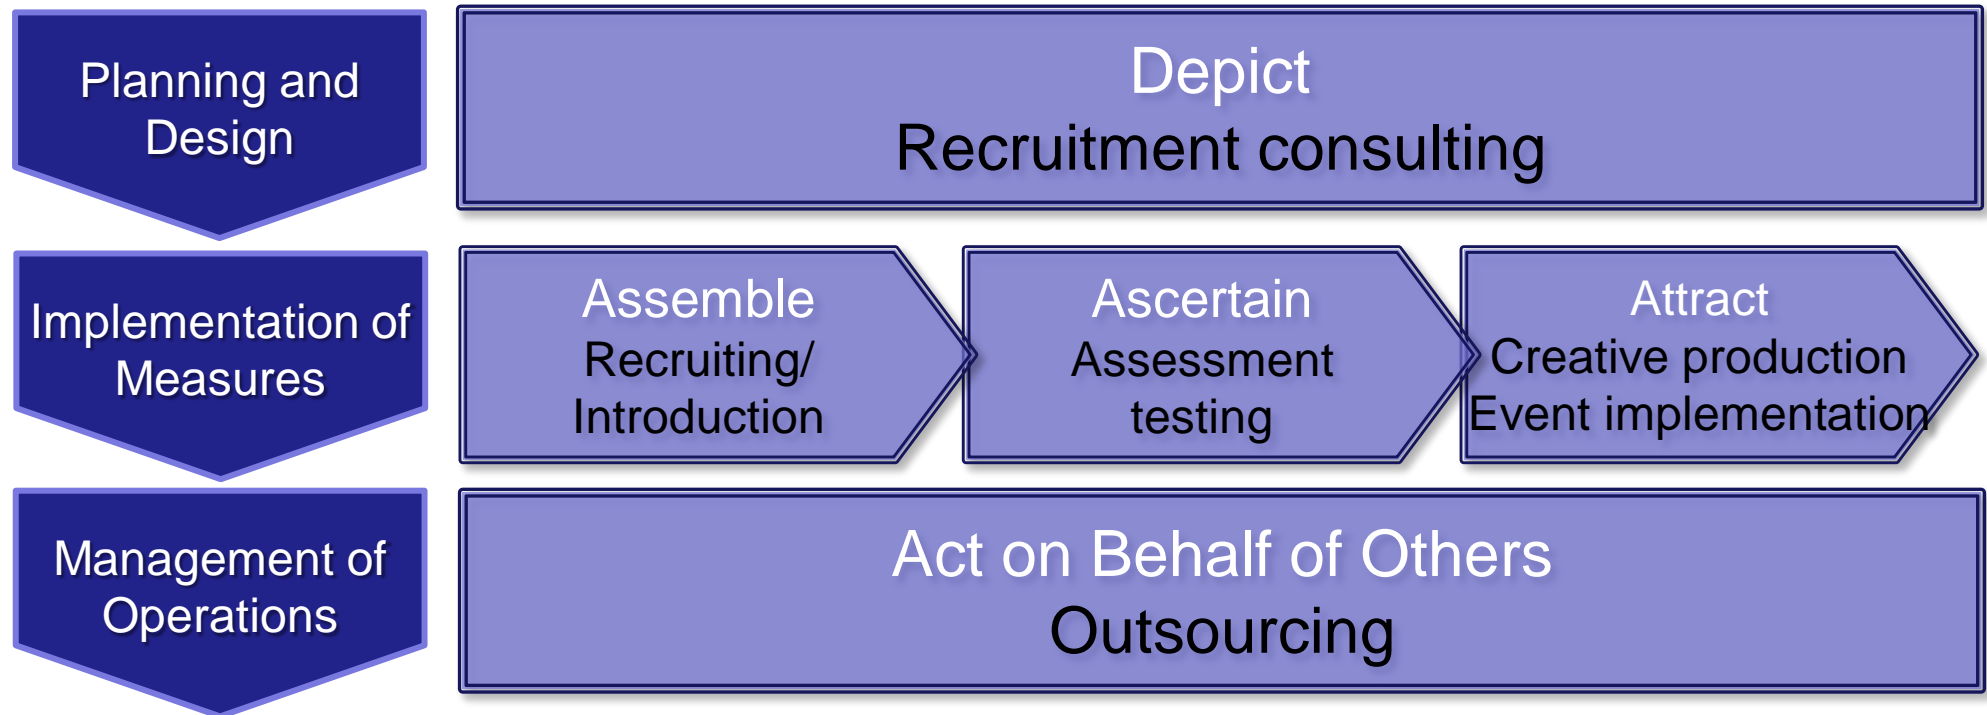 Planning and
Design
Depict
Recruitment consulting
Implementation of
Measures
Assemble
Recruiting/
Introduction
Ascertain
Assessment
testing
Attract
Creative production
Event implementation
Management of
Operations
Act on Behalf of Others
Outsourcing